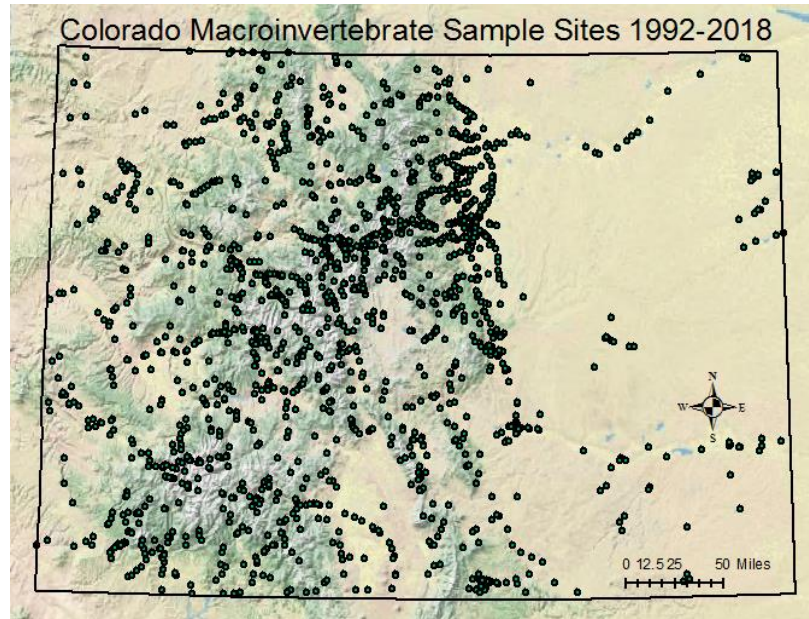 Colorado Macroinvertebrate Sample Sites 1992-2018
N
W E
S
0 12.5 25 50 Miles